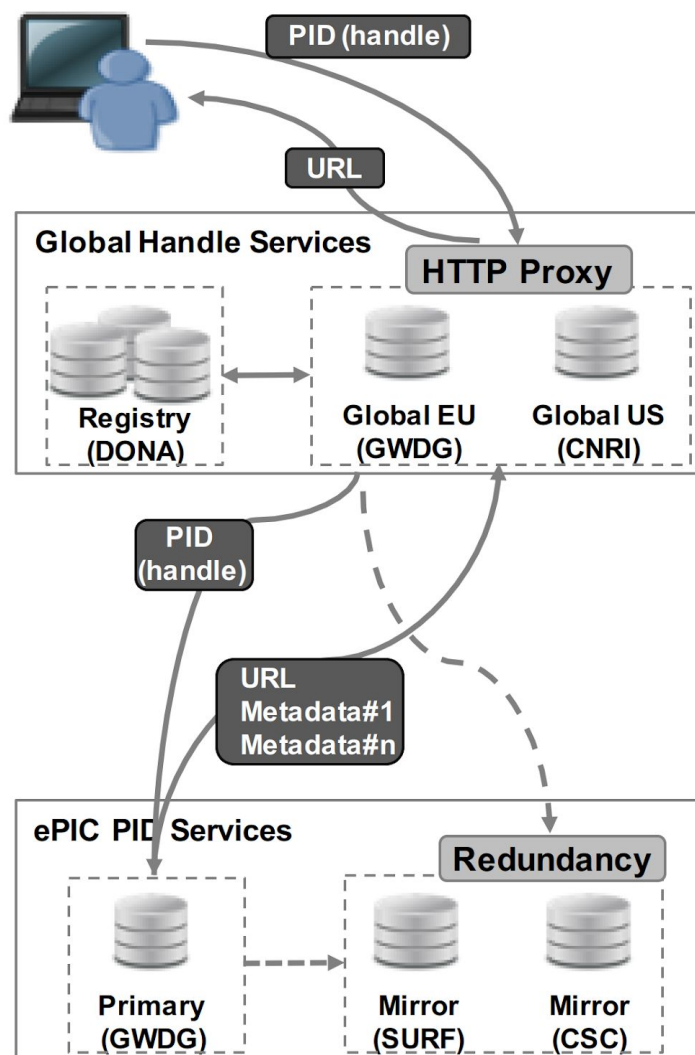 PID (handle)
URL
Global Handle Services
HTTP Proxy
Registry
(DONA)
Global EU
(GWDG)
Global US
(CNRI)
PID
(handle)
URL
Metadata#1
Metadata#n
ePIC PID Services
Redundancy
Primary
(GWDG)
Mirror
(SURF)
Mirror
(CSC)